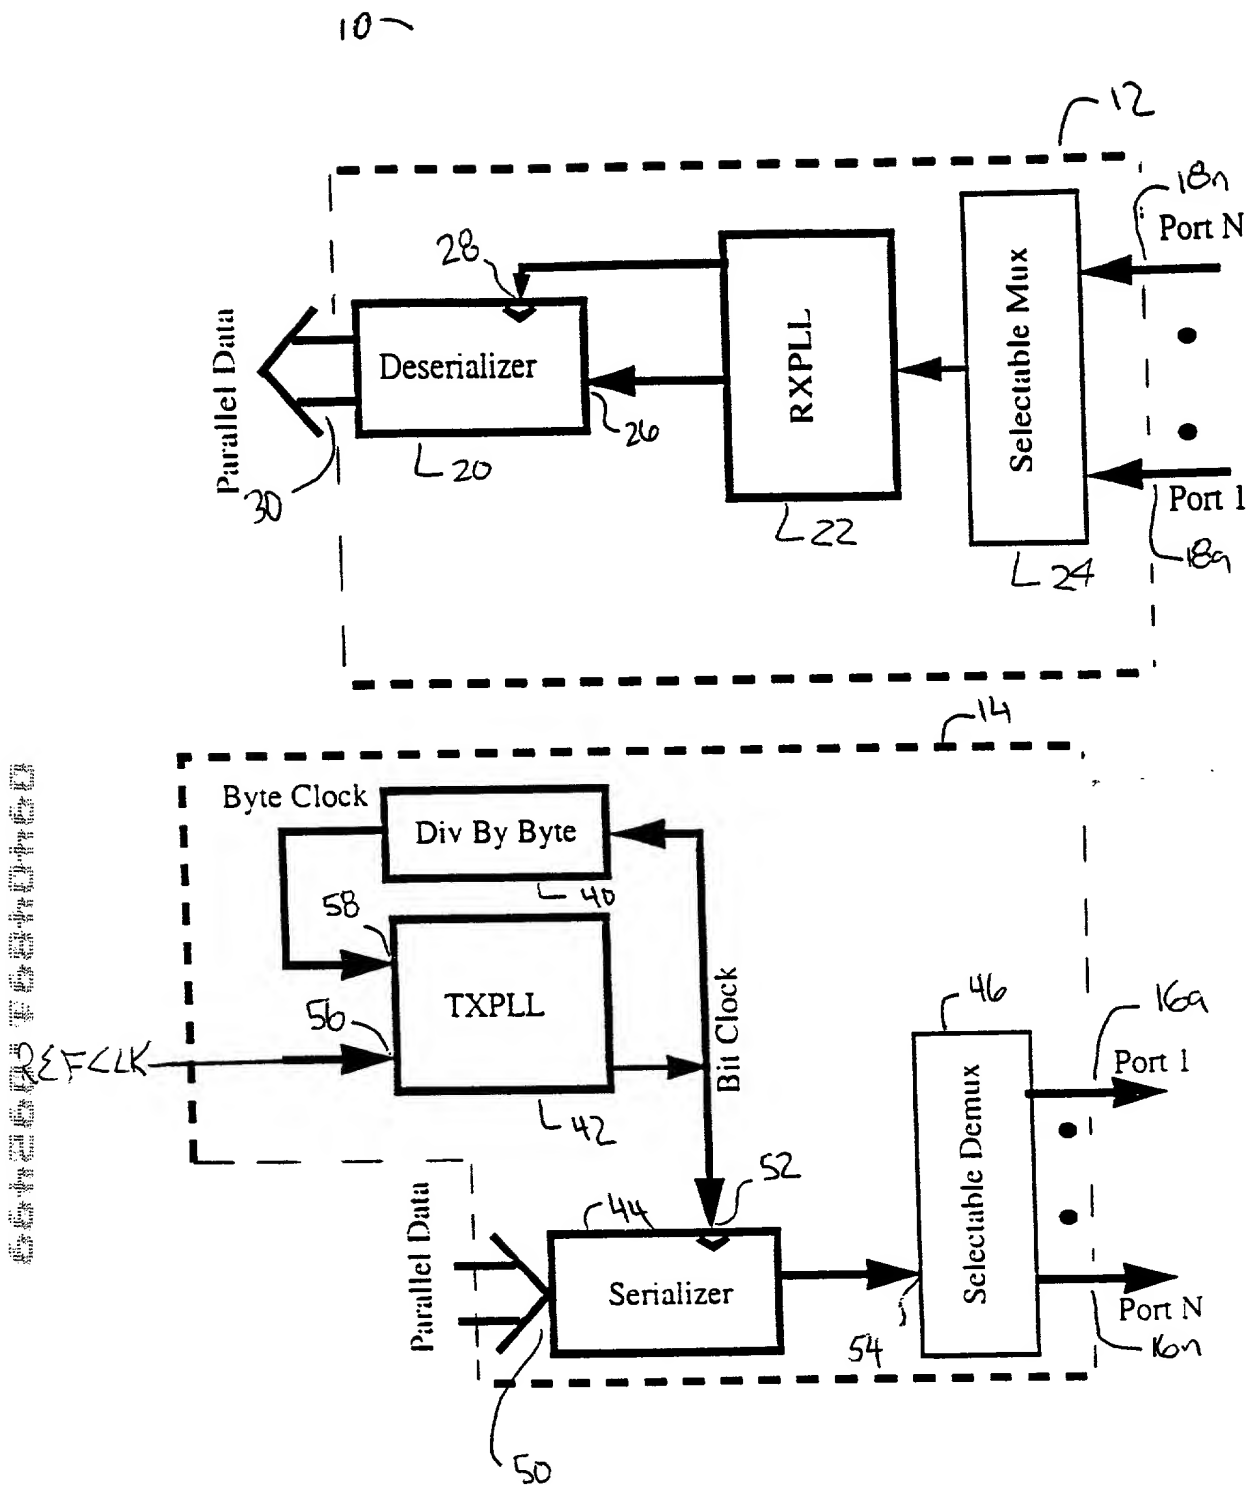 10
12
18n
Port N
28
Selectable Mux
RXPLL
Deserializer
Parallel Data
26
20
30
22
24
Port 1
18a
14
Byte Clock
Div By Byte
40
58
TXPLL
56
REFCLK
42
Bit Clock
46
16a
Port 1
Selectable Demux
52
44
Parallel Data
Serializer
54
Port N
16n
50